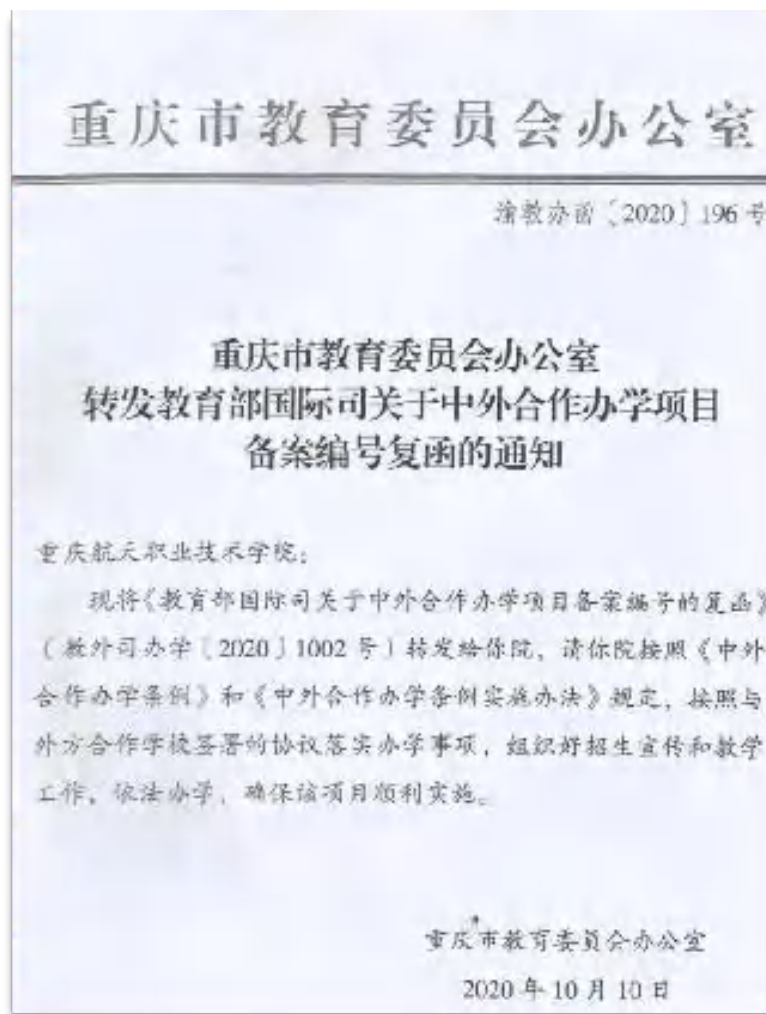 重庆市教育委员会办公室
渝教办函〔2020〕196号
重庆市教育委员会办公室
转发教育部国际司关于中外合作办学项目
备案编号复函的通知
重庆航天职业技术学院：
现将《教育部国际司关于中外合作办学项目备案编号的复函》
（教外司办学〔2020〕1002号）转发给你院，请你院按照《中外
合作办学条例》和《中外合作办学条例实施办法》规定，按照与
外方合作学校签署的协议落实办学事项，组织好招生宣传和教学
工作，依法办学，确保该项目顺利实施。
重庆市教育委员会办公室
2020年10月10日